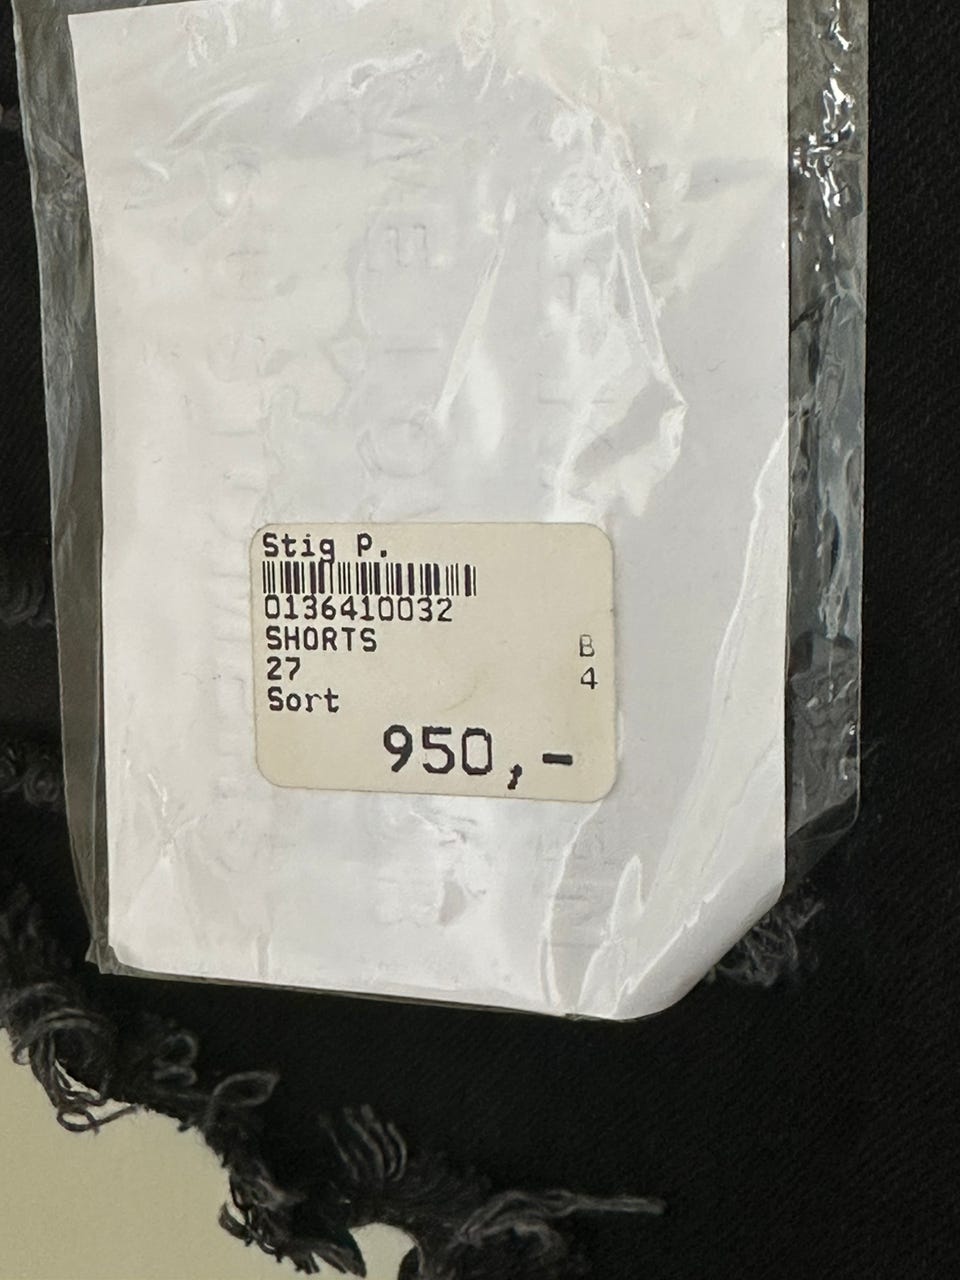 Stig P.
0136410032
SHORTS B
27 4
Sort
950,-